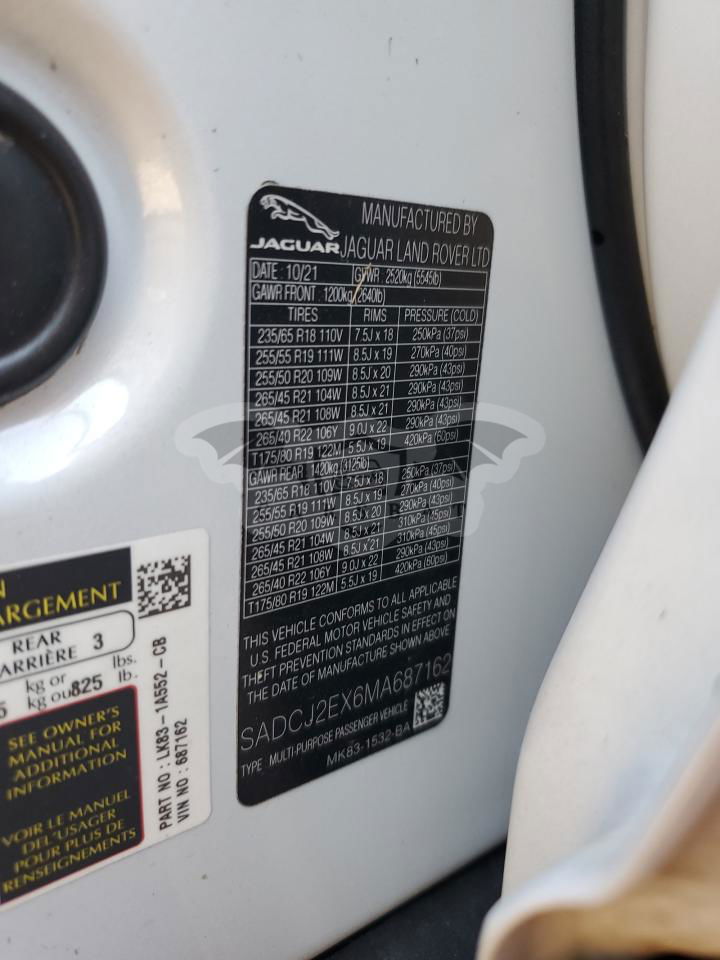 JAGUAR
MANUFACTURED BY
JAGUAR LAND ROVER LTD
DATE: 10/21 GVWR 2520kg (5545lb)
GAWR FRONT 1200kg (2640lb)
TIRES RIMS PRESSURE (COLD)
235/65 R18 110V 7.5J x 18 250kPa (37psi)
255/55 R19 111W 8.5J x 19 270kPa (40psi)
255/50 R20 109W 8.5J x 20 290kPa (43psi)
265/45 R21 104W 8.5J x 21 290kPa (43psi)
265/45 R21 108W 8.5J x 21 290kPa (43psi)
265/40 R22 106Y 9.0J x 22 290kPa (43psi)
T175/80 R19 122M 5.5J x 19 420kPa (60psi)
GAWR REAR 1420kg (3125lb)
235/65 R18 110V 7.5J x 18 250kPa (37psi)
255/55 R19 111W 8.5J x 19 270kPa (40psi)
255/50 R20 109W 8.5J x 20 290kPa (43psi)
265/45 R21 104W 8.5J x 21 310kPa (45psi)
265/45 R21 108W 8.5J x 21 310kPa (45psi)
265/40 R22 106Y 9.0J x 22 290kPa (43psi)
T175/80 R19 122M 5.5J x 19 420kPa (60psi)
THIS VEHICLE CONFORMS TO ALL APPLICABLE
U.S. FEDERAL MOTOR VEHICLE SAFETY AND
THEFT PREVENTION STANDARDS IN EFFECT ON
THE DATE OF MANUFACTURE SHOWN ABOVE
SADCJ2EX6MA687162
TYPE MULTI-PURPOSE PASSENGER VEHICLE
MK83-1532-BA
N
ARGEMENT
REAR
ARRIÈRE 3
5 kg or
kg ou 825 lbs.
lb.
SEE OWNER'S
MANUAL FOR
ADDITIONAL
INFORMATION
VOIR LE MANUEL
DEL'USAGER
POUR PLUS DE
RENSEIGNEMENTS
PART NO : LK83-1A552-CB
VIN NO : 687162